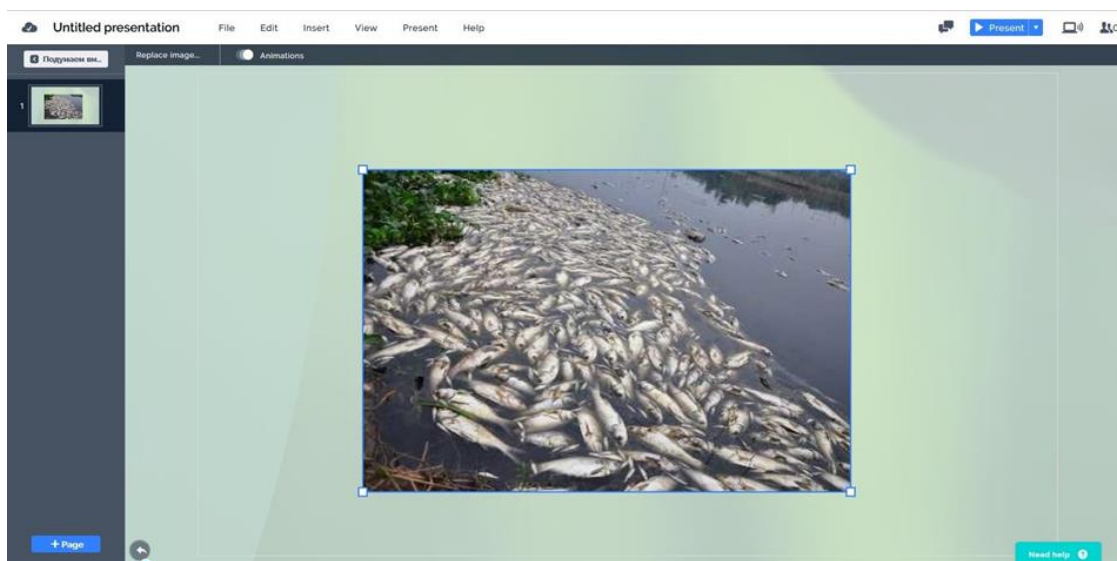 Untitled presentation File Edit Insert View Present Help Present
Подумаем вм... Replace image... Animations
1
+ Page
Need help ?